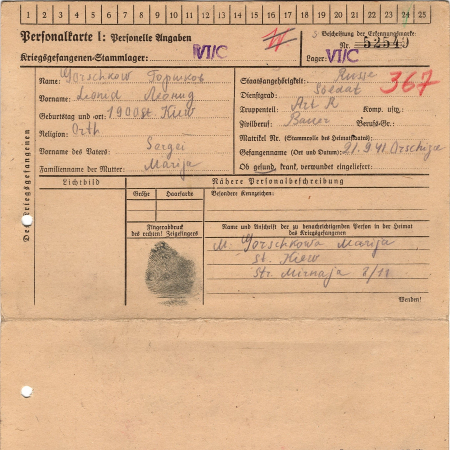 1 2 3 4 5 6 7 8 9 10 11 12 13 14 15 16 17 18 19 20 21 22 23 24 25
Personalkarte I: Personelle Angaben
Kriegsgefangenen-Stammlager: VI/C
Beschriftung der Erkennungsmarke:
Nr. 52549
Lager: VI/C
Des Kriegsgefangenen
Name: Gorschkow Горшков
Vorname: Leonid Леонид
Geburtstag und -ort: 1900 st. Kiew
Religion: Orth
Vorname des Vaters: Sergei
Familienname der Mutter: Marija
Staatsangehörigkeit: Russe
367
Dienstgrad: Soldat
Truppenteil: Art R Komp. usw.:
Zivilberuf: Bauer Berufs-Gr.:
Matrikel Nr. (Stammrolle des Heimatstaates):
Gefangennahme (Ort und Datum): 21.9.41 Orschiza
Ob gesund, krank, verwundet eingeliefert:
Lichtbild
Nähere Personalbeschreibung
Größe
Haarfarbe
Besondere Kennzeichen:
Fingerabdruck
des rechten! Zeigefingers
Name und Anschrift der zu benachrichtigenden Person in der Heimat
des Kriegsgefangenen
M. Gorschkowa Marija
st. Kiew
Str. Mirnaja 8/11
Wenden!